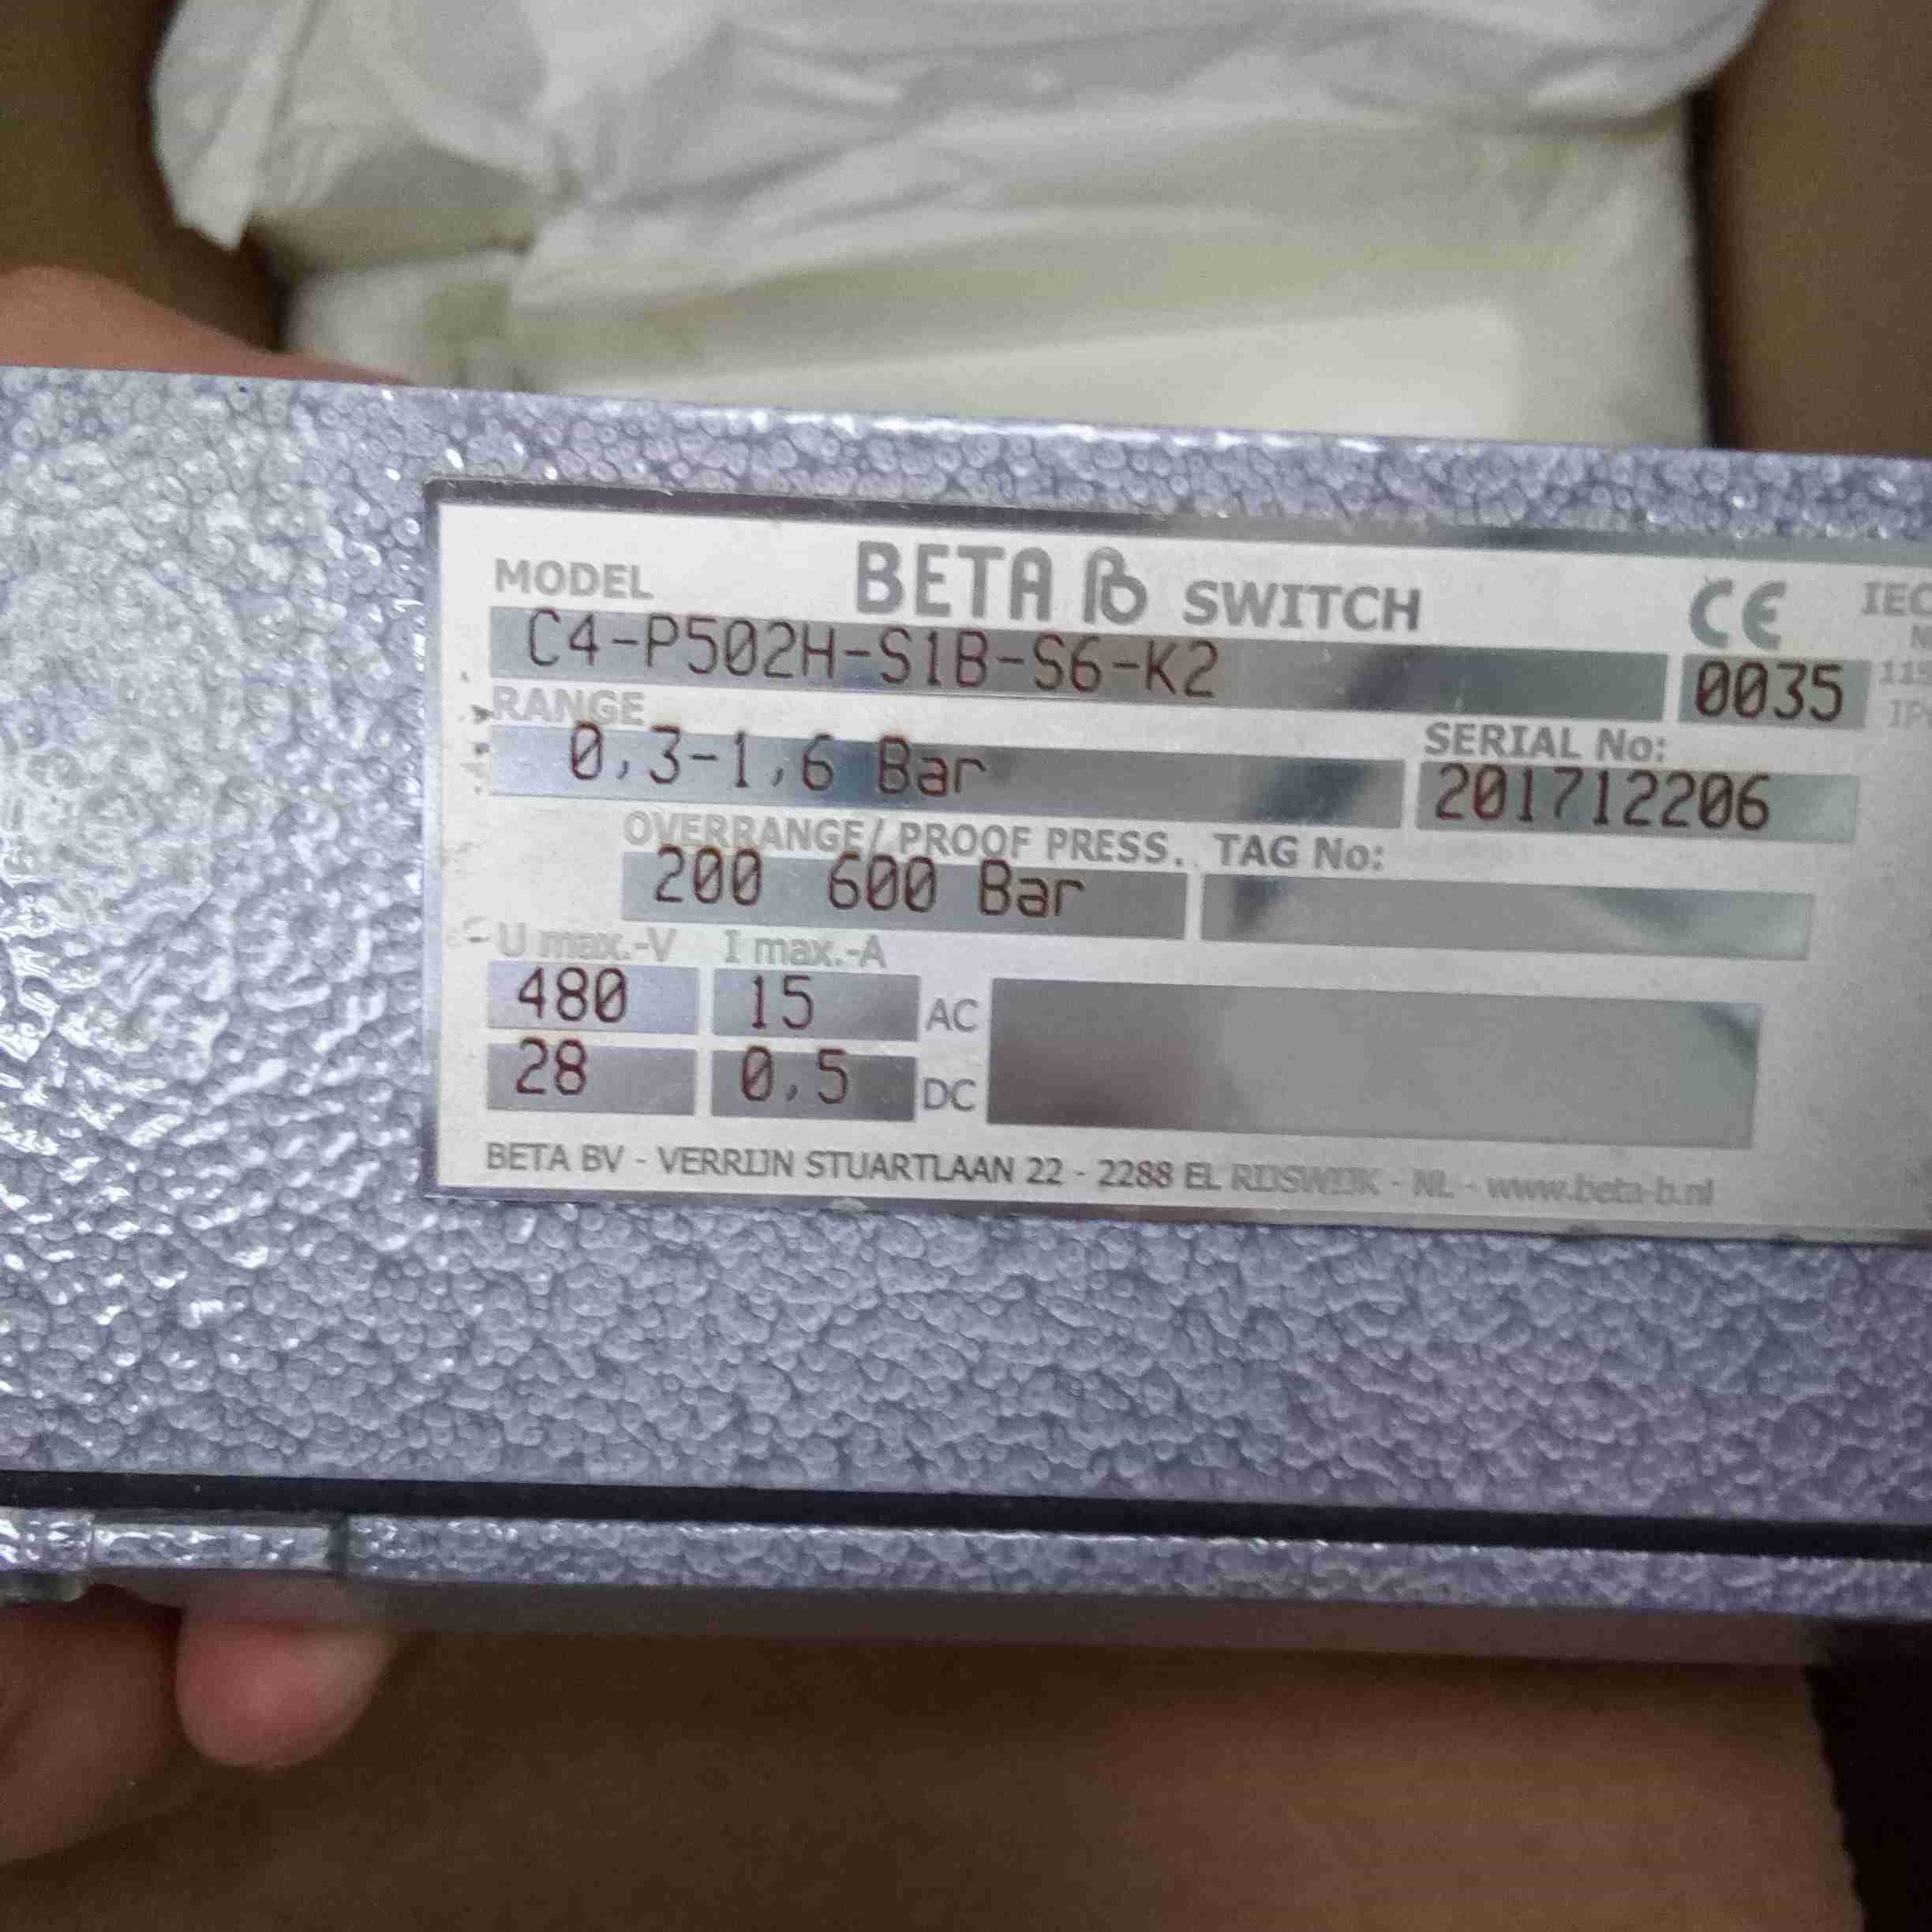 MODEL BETA B SWITCH CE IEC
C4-P502H-S1B-S6-K2 0035
RANGE SERIAL No:
0,3-1,6 Bar 201712206
OVERRANGE/ PROOF PRESS. TAG No:
200 600 Bar
U max.-V I max.-A
480 15 AC
28 0,5 DC
BETA BV - VERRIJN STUARTLAAN 22 - 2288 EL RIJSWIJK - NL - www.beta-b.nl